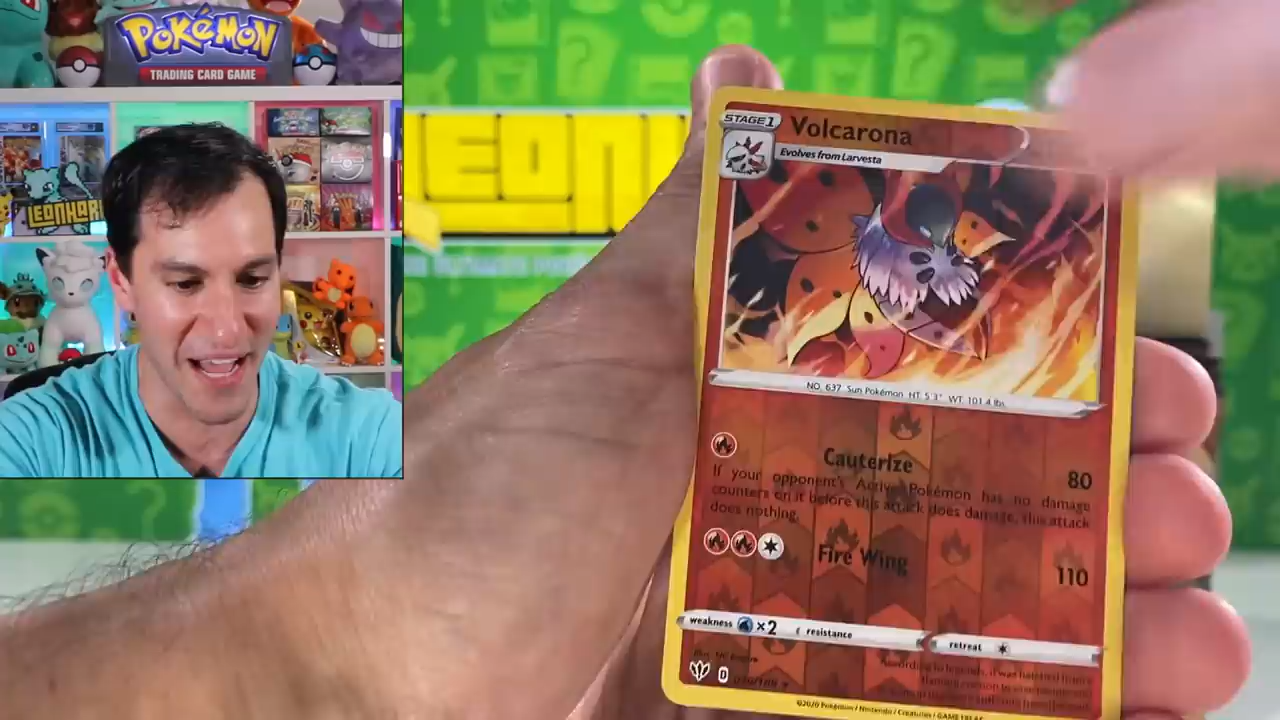 POKÉMON
TRADING CARD GAME
LEONHAR
LEONH
STAGE 1
Volcarona
Evolves from Larvesta
NO. 637 Sun Pokémon HT. 5'3" WT. 101.4 lbs.
Cauterize 80
If your opponent's Active Pokémon has no damage
counters on it before this attack does damage, this attack
does nothing.
Fire Wing 110
weakness ×2 resistance retreat
D
©2020 Pokémon / Nintendo / Creatures / GAME FREAK